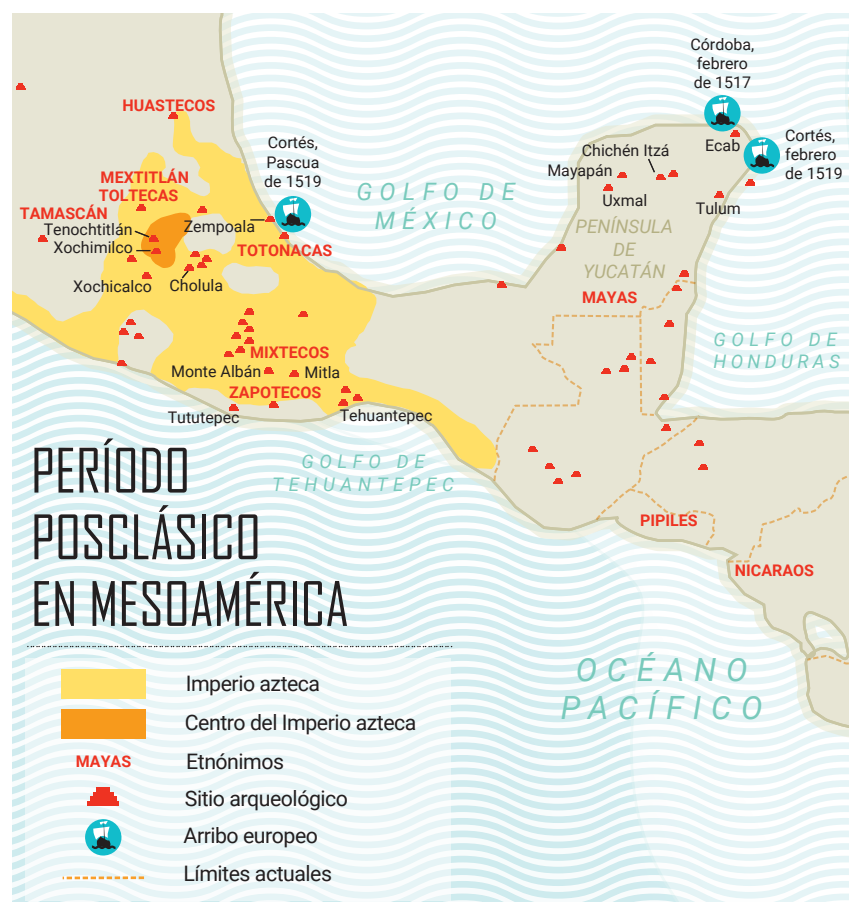 Córdoba,
febrero
de 1517
HUASTECOS
Cortés,
Pascua
de 1519
Ecab
Cortés,
febrero
de 1519
Chichén Itzá
Mayapán
Uxmal
Tulum
MEXTITLÁN
TOLTECAS
TAMASCÁN
Tenochtitlán
Xochimilco
Zempoala
TOTONACAS
Xochicalco
Cholula
GOLFO DE
MÉXICO
PENÍNSULA
DE
YUCATÁN
MAYAS
GOLFO DE
HONDURAS
MIXTECOS
Monte Albán
Mitla
ZAPOTECOS
Tututepec
Tehuantepec
GOLFO DE
TEHUANTEPEC
PIPILES
NICARAOS
OCÉANO
PACÍFICO
PERÍODO
POSCLÁSICO
EN MESOAMÉRICA
Imperio azteca
Centro del Imperio azteca
MAYAS
Etnónimos
Sitio arqueológico
Arribo europeo
Límites actuales